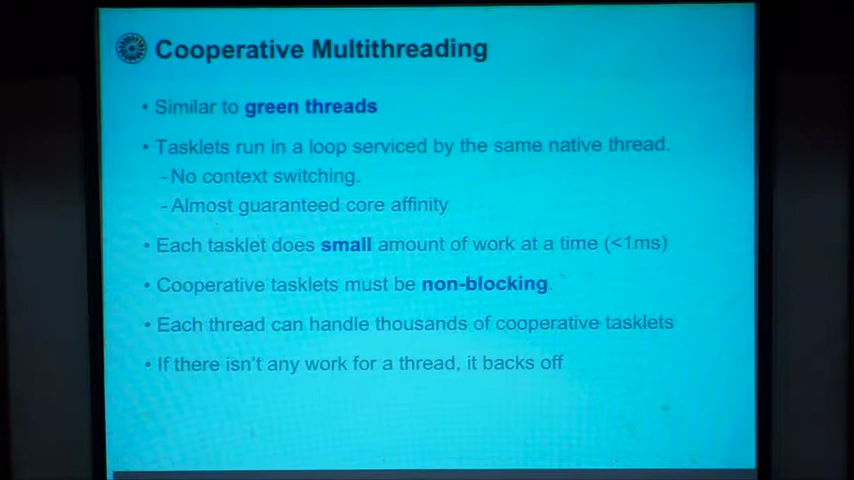 Cooperative Multithreading
• Similar to green threads
• Tasklets run in a loop serviced by the same native thread.
- No context switching.
- Almost guaranteed core affinity
• Each tasklet does small amount of work at a time (<1ms)
• Cooperative tasklets must be non-blocking.
• Each thread can handle thousands of cooperative tasklets
• If there isn't any work for a thread, it backs off